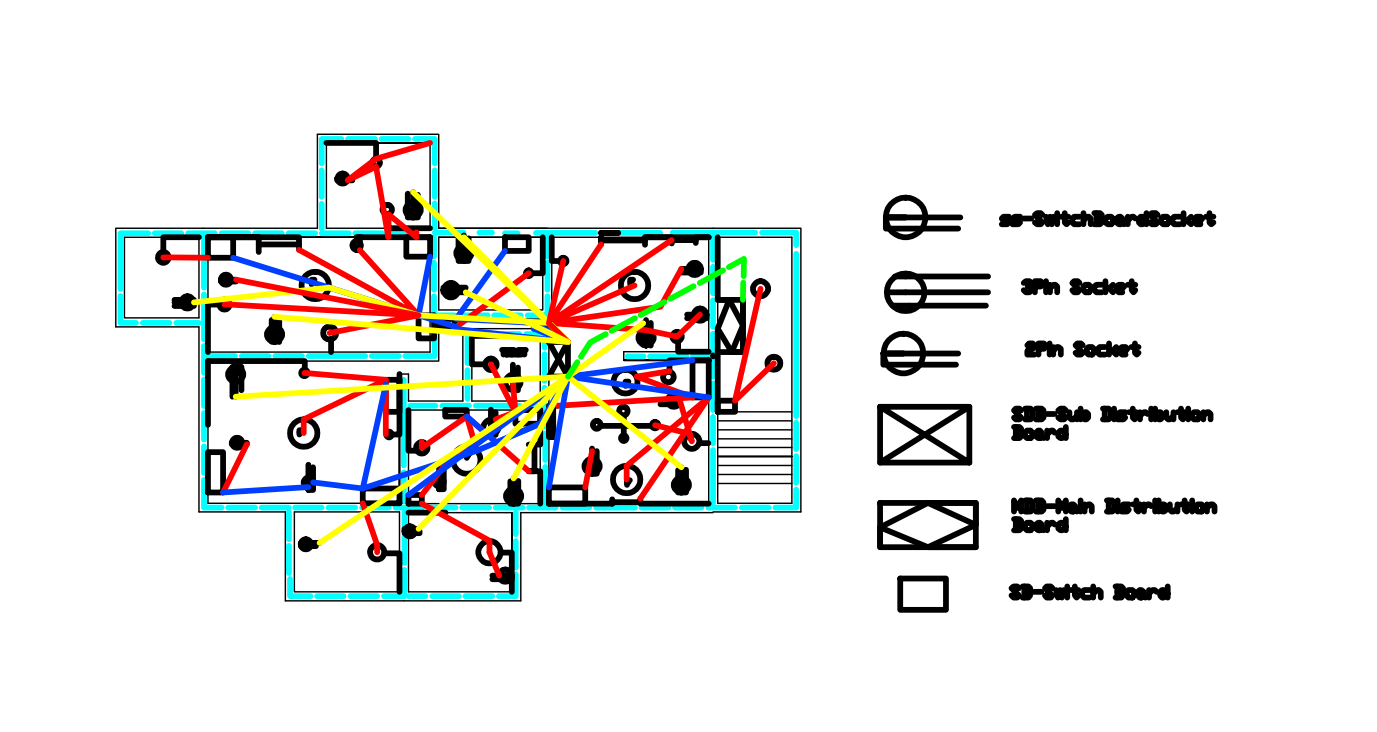 ss-SwitchBoardSocket
3Pin Socket
2Pin Socket
SDB-Sub Distribution
Board
MDB-Main Distribution
Board
SB-Switch Board